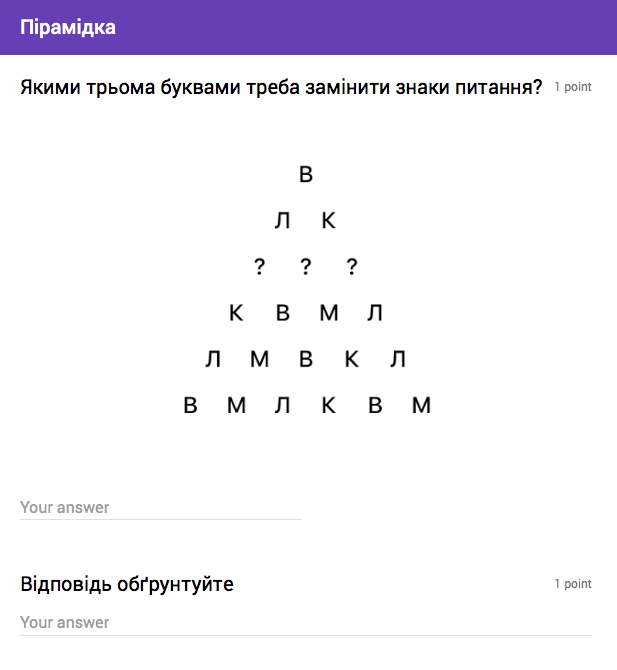 Пірамідка
Якими трьома буквами треба замінити знаки питання? 1 point
В
Л К
? ? ?
К В М Л
Л М В К Л
В М Л К В М
Your answer
Відповідь обґрунтуйте 1 point
Your answer